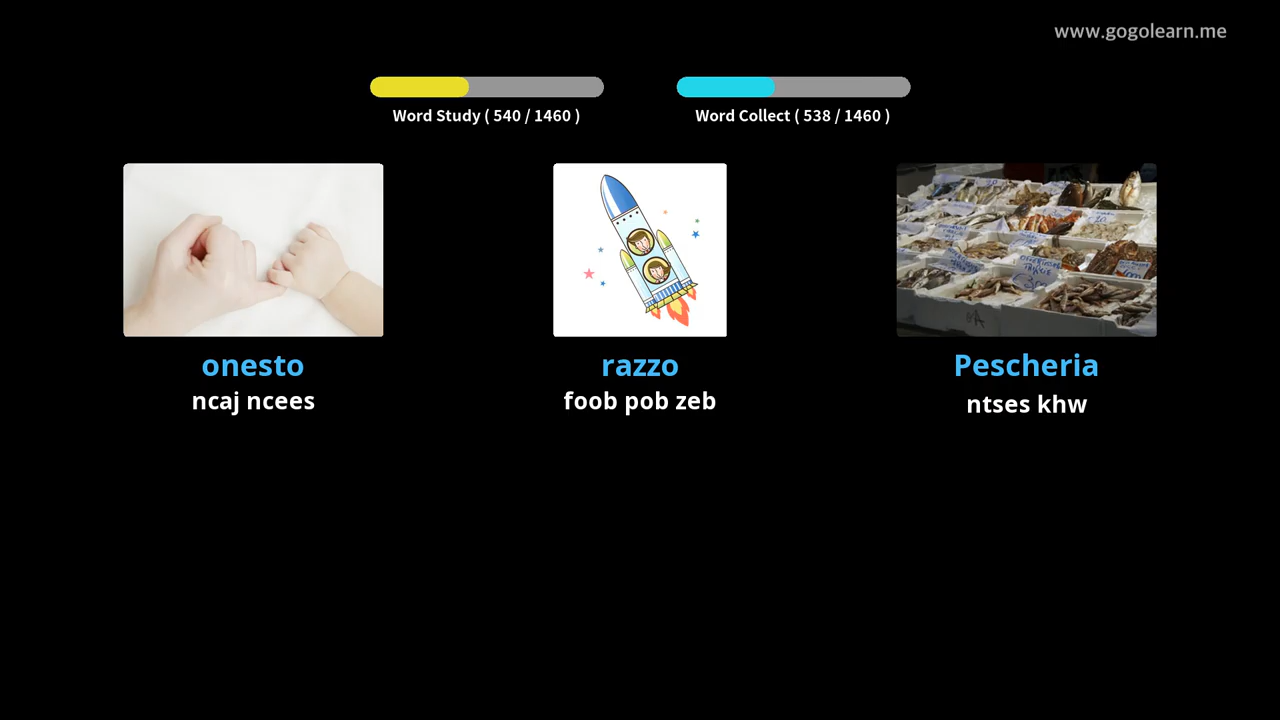 www.gogolearn.me
Word Study ( 540 / 1460 )
Word Collect ( 538 / 1460 )
onesto
ncaj ncees
razzo
foob pob zeb
Pescheria
ntses khw